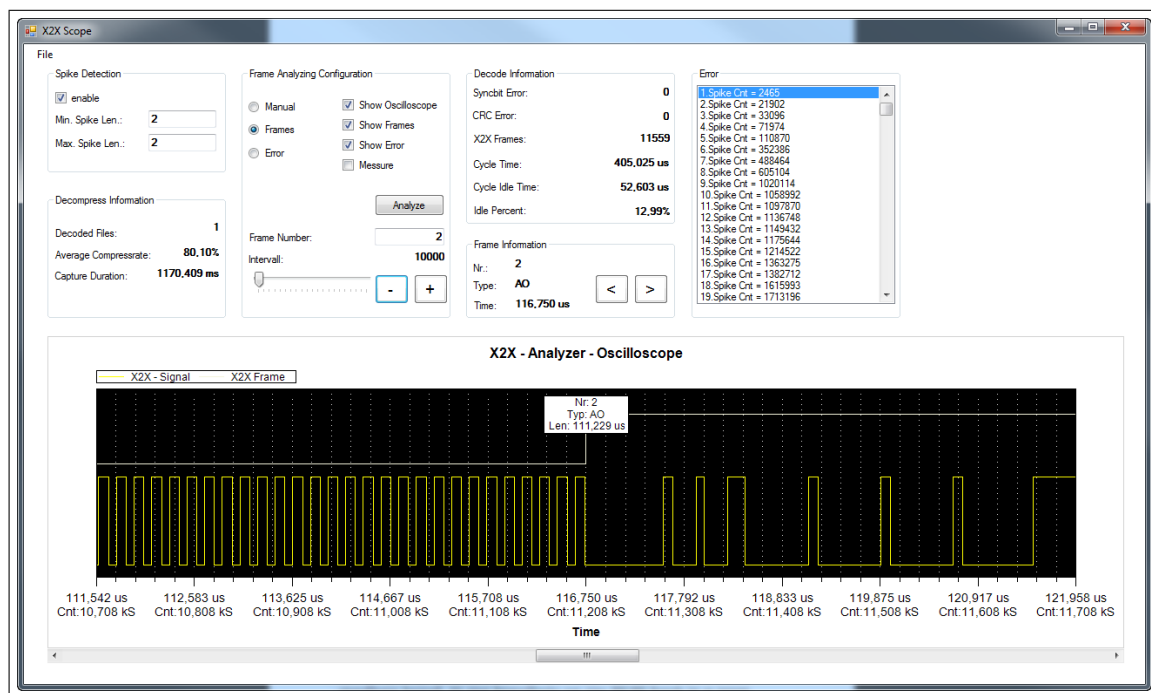 X2X Scope
File
Spike Detection
enable
Min. Spike Len.: 2
Max. Spike Len.: 2
Decompress Information
Decoded Files: 1
Average Compressrate: 80,10%
Capture Duration: 1170,409 ms
Frame Analyzing Configuration
Manual
Frames
Error
Show Oscilloscope
Show Frames
Show Error
Messure
Analyze
Frame Number: 2
Intervall: 10000
- +
Decode Information
Syncbit Error: 0
CRC Error: 0
X2X Frames: 11559
Cycle Time: 405,025 us
Cycle Idle Time: 52,603 us
Idle Percent: 12,99%
Frame Information
Nr.: 2
Type: AO
Time: 116,750 us
< >
Error
1.Spike Cnt = 2465
2.Spike Cnt = 21902
3.Spike Cnt = 33096
4.Spike Cnt = 71974
5.Spike Cnt = 110870
6.Spike Cnt = 352386
7.Spike Cnt = 488464
8.Spike Cnt = 605104
9.Spike Cnt = 1020114
10.Spike Cnt = 1058992
11.Spike Cnt = 1097870
12.Spike Cnt = 1136748
13.Spike Cnt = 1149432
14.Spike Cnt = 1175644
15.Spike Cnt = 1214522
16.Spike Cnt = 1363275
17.Spike Cnt = 1382712
18.Spike Cnt = 1615993
19.Spike Cnt = 1713196
X2X - Analyzer - Oscilloscope
X2X - Signal X2X Frame
Nr: 2
Typ: AO
Len: 111,229 us
111,542 us 112,583 us 113,625 us 114,667 us 115,708 us 116,750 us 117,792 us 118,833 us 119,875 us 120,917 us 121,958 us
Cnt:10,708 kS Cnt:10,808 kS Cnt:10,908 kS Cnt:11,008 kS Cnt:11,108 kS Cnt:11,208 kS Cnt:11,308 kS Cnt:11,408 kS Cnt:11,508 kS Cnt:11,608 kS Cnt:11,708 kS
Time